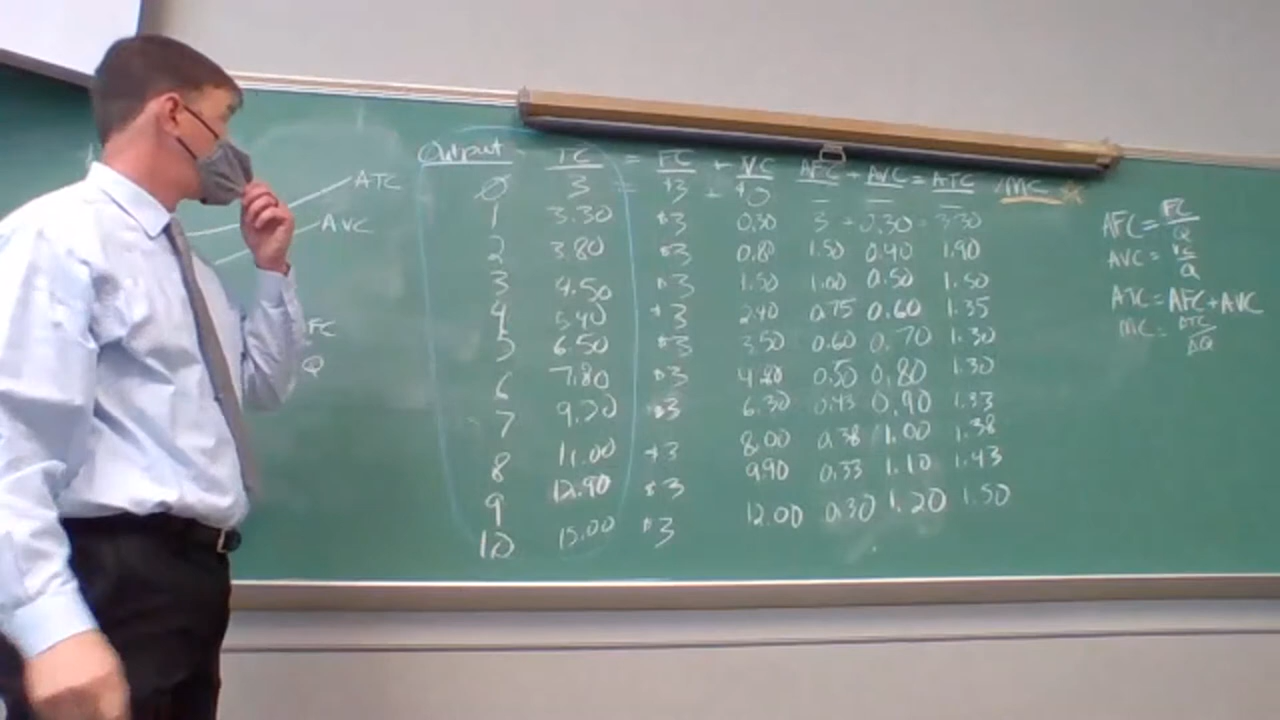 Output TC = FC + VC AFC + AVC = ATC MC
0 3 = $3 + $0 — — —
1 3.30 $3 0.30 3 + 0.30 = 3.30
2 3.80 $3 0.80 1.50 0.40 1.90
3 4.50 $3 1.50 1.00 0.50 1.50
4 5.40 $3 2.40 0.75 0.60 1.35
5 6.50 $3 3.50 0.60 0.70 1.30
6 7.80 $3 4.80 0.50 0.80 1.30
7 9.20 $3 6.30 0.43 0.90 1.33
8 11.00 $3 8.00 0.38 1.00 1.38
9 12.90 $3 9.90 0.33 1.10 1.43
10 15.00 $3 12.00 0.30 1.20 1.50
ATC
AVC
FC
Q
AFC = FC/Q
AVC = VC/Q
ATC = AFC + AVC
MC = ΔTC/ΔQ